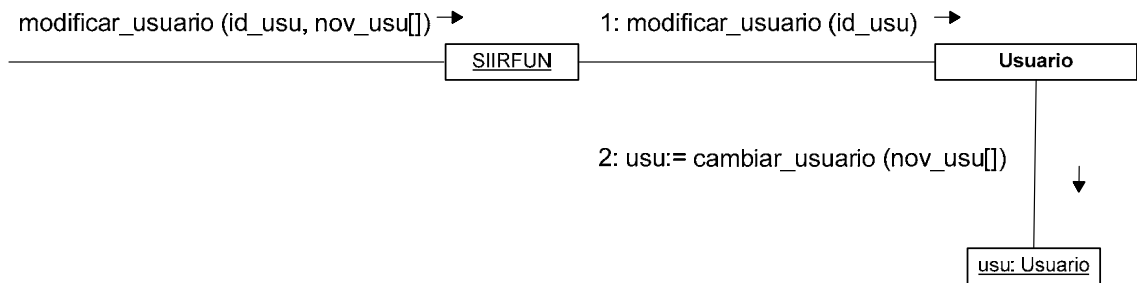 modificar_usuario (id_usu, nov_usu[])
1: modificar_usuario (id_usu)
SIIRFUN
Usuario
2: usu:= cambiar_usuario (nov_usu[])
usu: Usuario